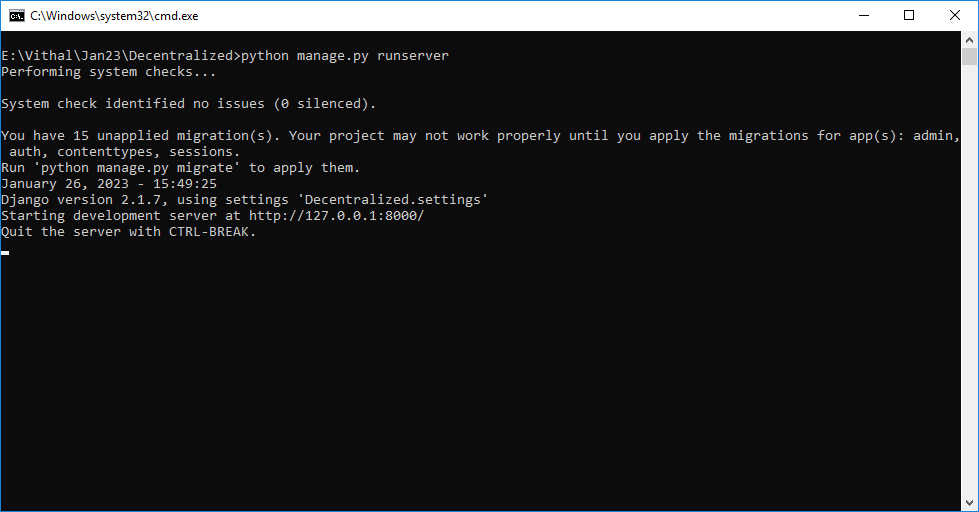 C:\Windows\system32\cmd.exe
E:\Vithal\Jan23\Decentralized>python manage.py runserver
Performing system checks...
System check identified no issues (0 silenced).
You have 15 unapplied migration(s). Your project may not work properly until you apply the migrations for app(s): admin,
 auth, contenttypes, sessions.
Run 'python manage.py migrate' to apply them.
January 26, 2023 - 15:49:25
Django version 2.1.7, using settings 'Decentralized.settings'
Starting development server at http://127.0.0.1:8000/
Quit the server with CTRL-BREAK.